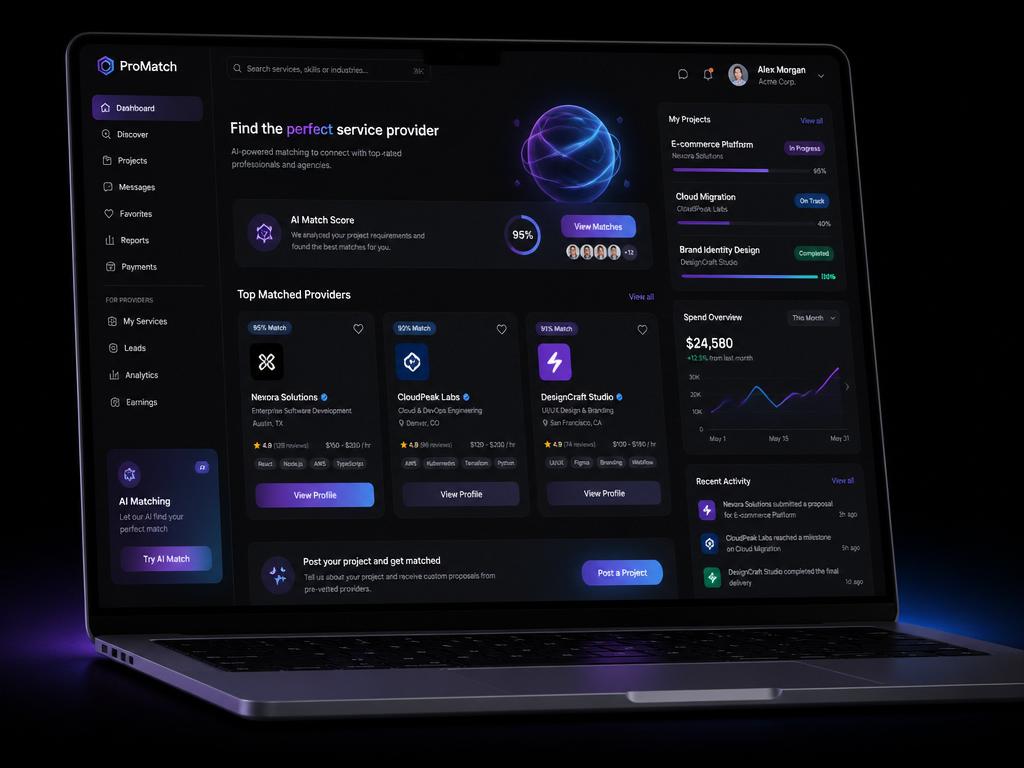 ProMatch
Search services, skills or industries...
Alex Morgan
Acme Corp.
Dashboard
Discover
Projects
Messages
Favorites
Reports
Payments
FOR PROVIDERS
My Services
Leads
Analytics
Earnings
AI Matching
Let our AI find your
perfect match
Try AI Match
Find the perfect service provider
AI-powered matching to connect with top-rated
professionals and agencies.
AI Match Score
We analyzed your project requirements and
found the best matches for you.
95%
View Matches
+12
Top Matched Providers
View all
95% Match
Nexora Solutions
Enterprise Software Development
Austin, TX
4.9
/ hr
React Node.js AWS TypeScript
View Profile
CloudPeak Labs
Cloud & DevOps Engineering
Denver, CO
4.9
/ hr
AWS Kubernetes Terraform Python
View Profile
91% Match
DesignCraft Studio
UI/UX Design & Branding
San Francisco, CA
4.9
/ hr
UI/UX Figma Branding Webflow
View Profile
Post your project and get matched
Tell us about your project and receive custom proposals from
pre-vetted providers.
Post a Project
My Projects
View all
E-commerce Platform
In Progress
Nexora Solutions
Cloud Migration
On Track
CloudPeak Labs
40%
Brand Identity Design
Completed
DesignCraft Studio
Spend Overview
This Month
$24,580
from last month
30K
20K
10K
0
May 1
May 15
May 31
Recent Activity
View all
Nexora Solutions submitted a proposal
for E-commerce Platform
2h ago
CloudPeak Labs reached a milestone
on Cloud Migration
5h ago
DesignCraft Studio completed the final
delivery
1d ago